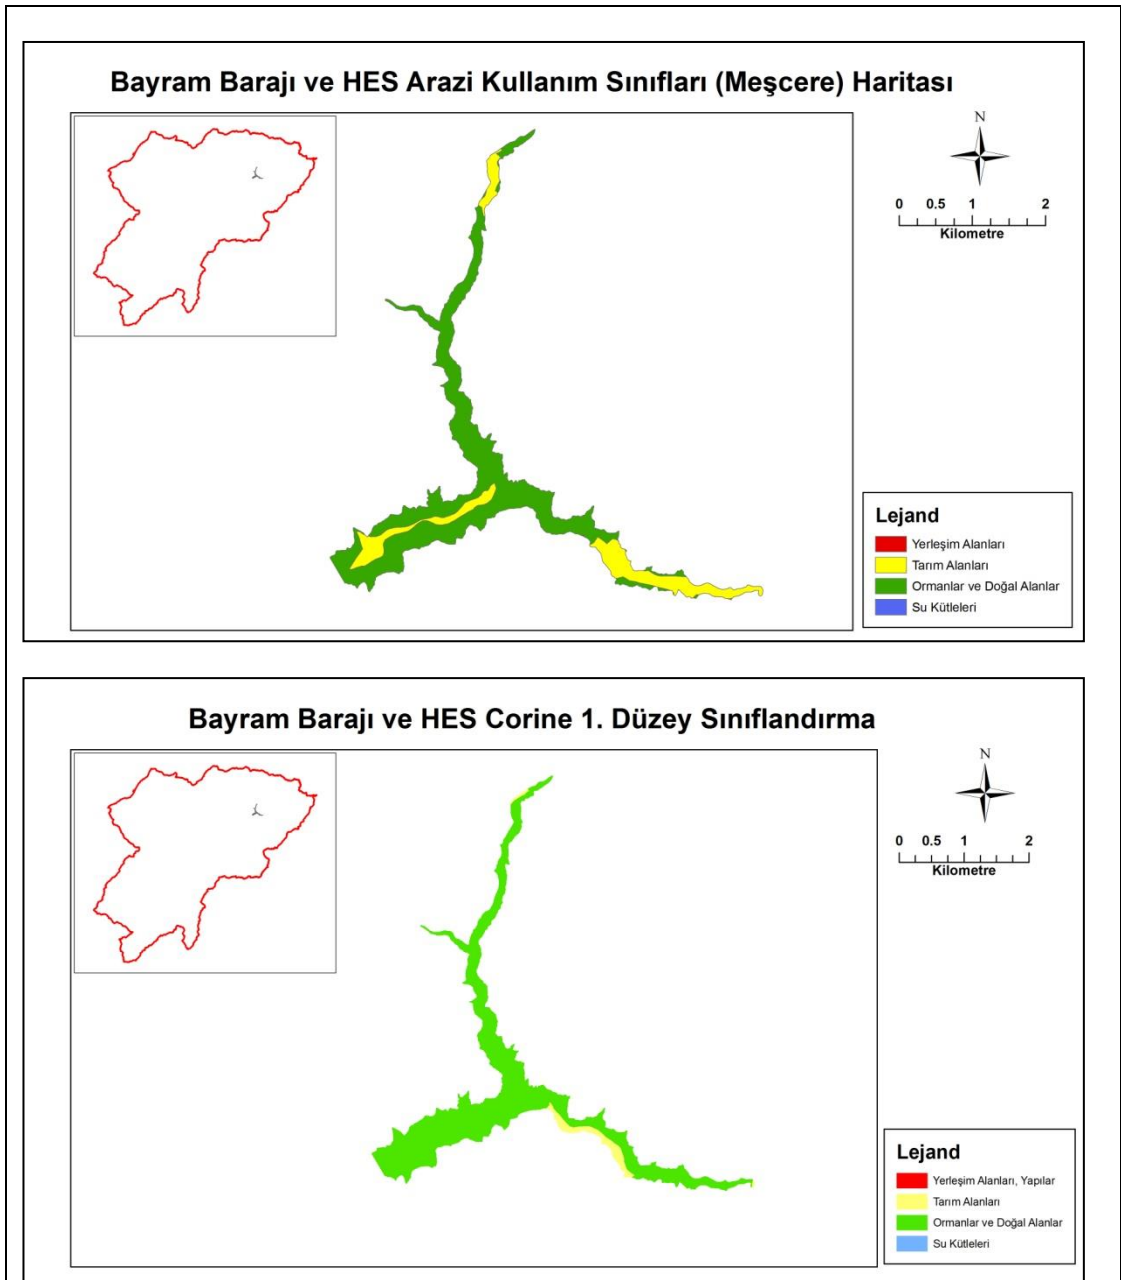 Bayram Barajı ve HES Arazi Kullanım Sınıfları (Meşcere) Haritası
N
0 0.5 1 2
Kilometre
Lejand
Yerleşim Alanları
Tarım Alanları
Ormanlar ve Doğal Alanlar
Su Kütleleri
Bayram Barajı ve HES Corine 1. Düzey Sınıflandırma
N
0 0.5 1 2
Kilometre
Lejand
Yerleşim Alanları, Yapılar
Tarım Alanları
Ormanlar ve Doğal Alanlar
Su Kütleleri